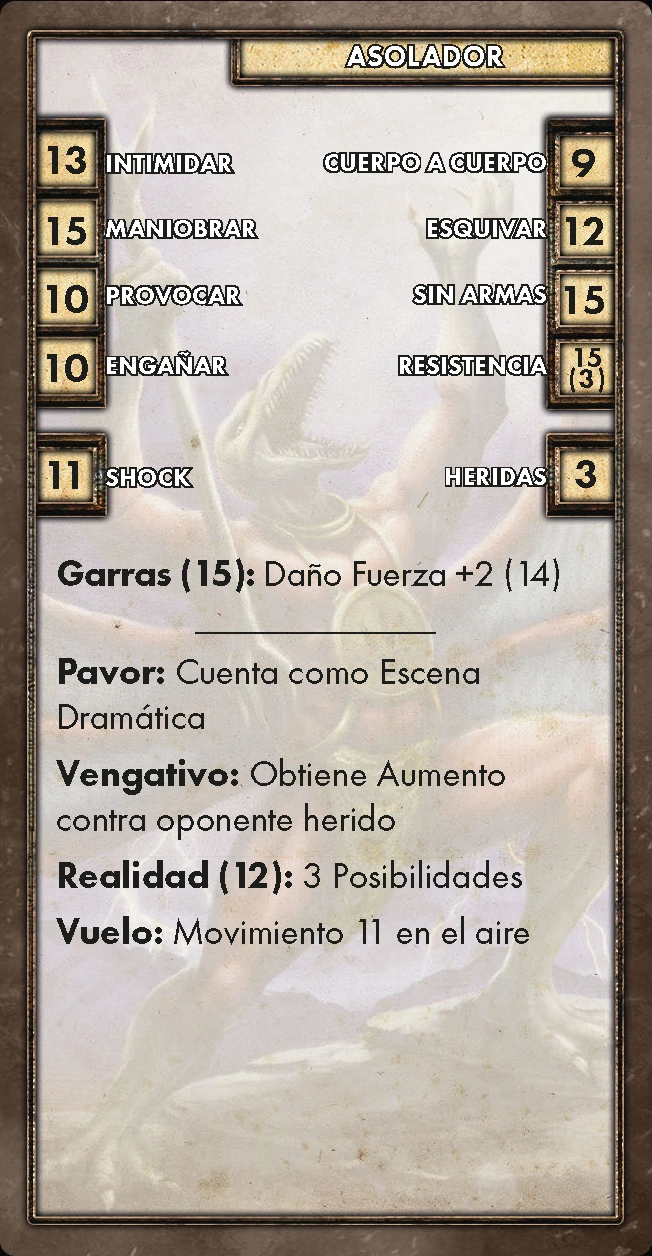 ASOLADOR
13 INTIMIDAR
CUERPO A CUERPO 9
15 MANIOBRAR
ESQUIVAR 12
10 PROVOCAR
SIN ARMAS 15
10 ENGAÑAR
RESISTENCIA 15 (3)
11 SHOCK
HERIDAS 3
Garras (15): Daño Fuerza +2 (14)
Pavor: Cuenta como Escena
Dramática
Vengativo: Obtiene Aumento
contra oponente herido
Realidad (12): 3 Posibilidades
Vuelo: Movimiento 11 en el aire